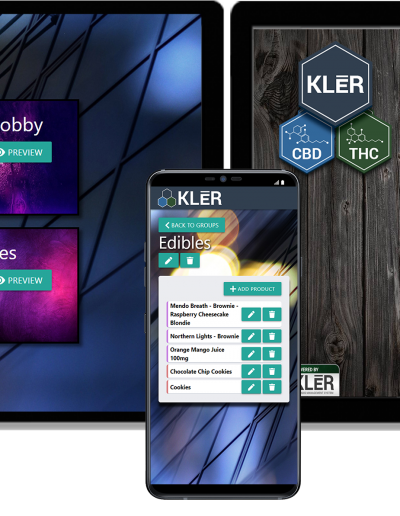 obby
PREVIEW
es
PREVIEW
KLĒR
CBD
THC
KLĒR
BACK TO GROUPS
Edibles
ADD PRODUCT
Mendo Breath - Brownie -
Raspberry Cheesecake
Blondie
Northern Lights - Brownie
Orange Mango Juice
100mg
Chocolate Chip Cookies
Cookies
ERED BY
KLĒR